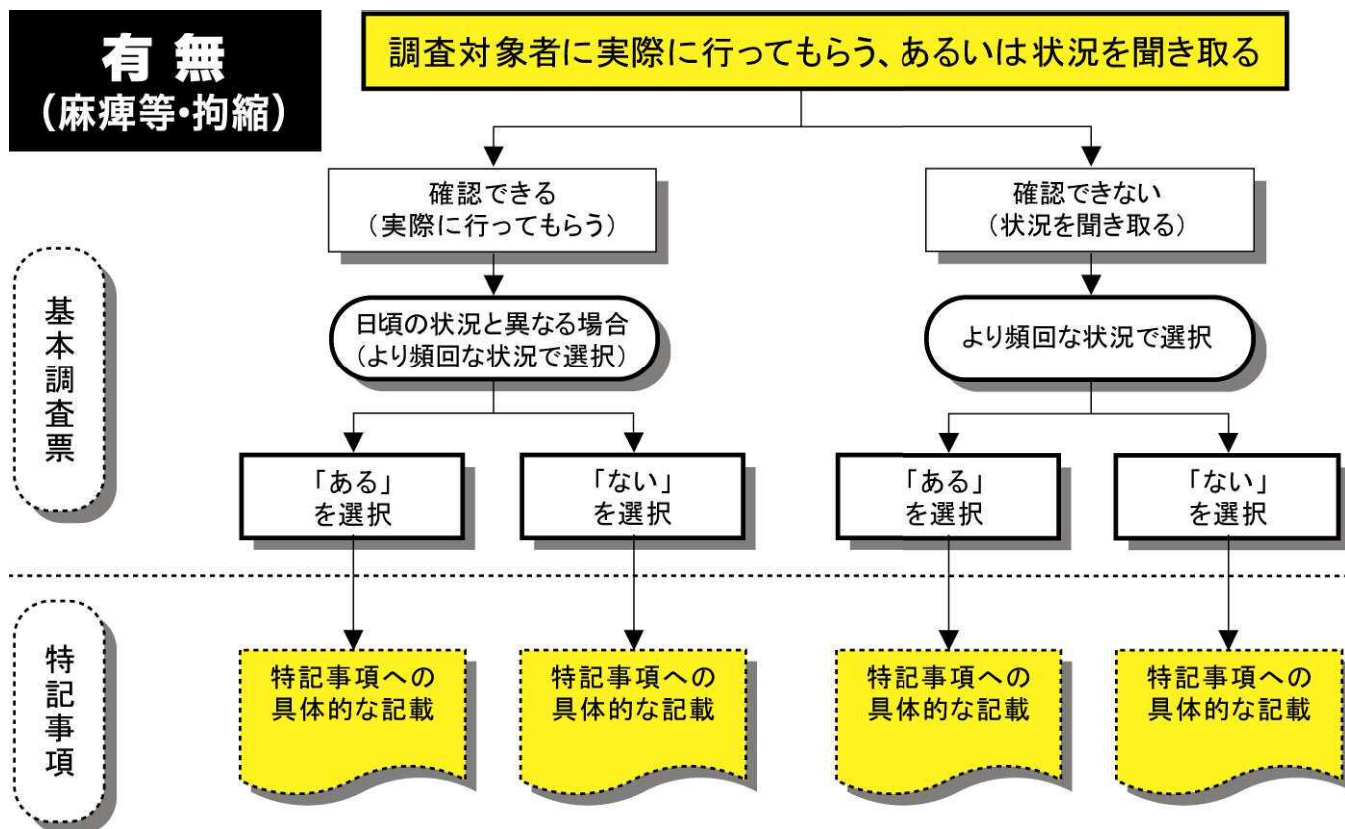 有無
（麻痺等・拘縮）
調査対象者に実際に行ってもらう、あるいは状況を聞き取る
確認できる
（実際に行ってもらう）
確認できない
（状況を聞き取る）
基本調査票
日頃の状況と異なる場合
（より頻回な状況で選択）
より頻回な状況で選択
「ある」
を選択
「ない」
を選択
「ある」
を選択
「ない」
を選択
特記事項
特記事項への
具体的な記載
特記事項への
具体的な記載
特記事項への
具体的な記載
特記事項への
具体的な記載